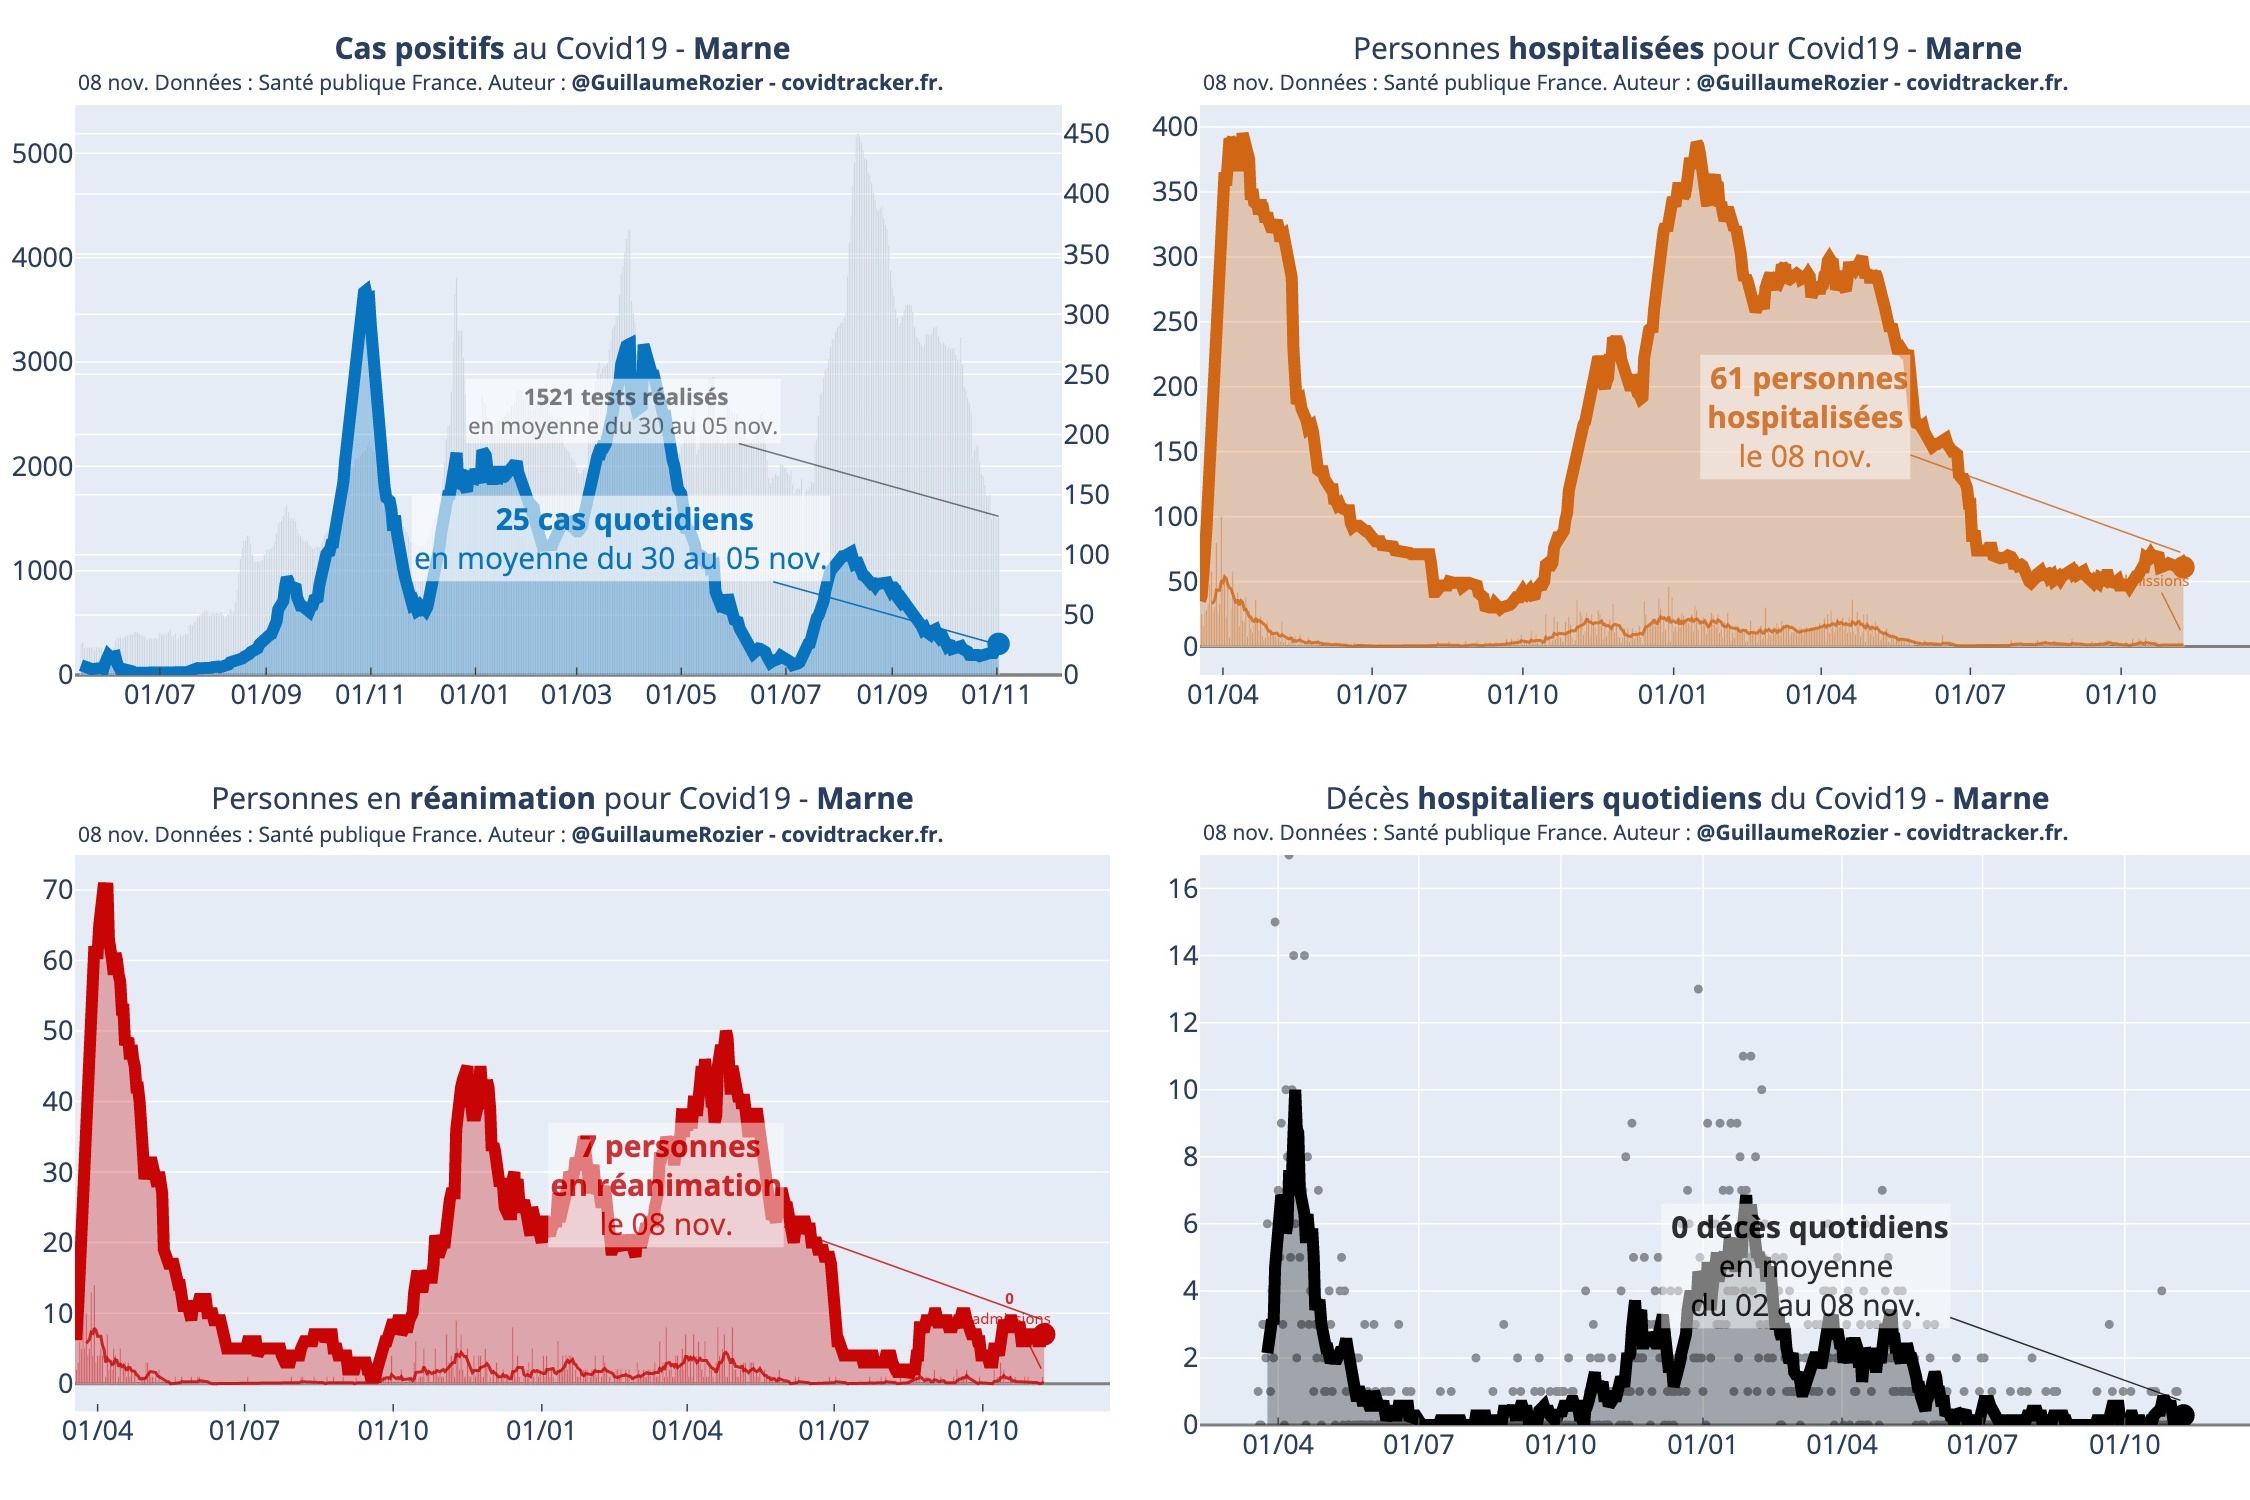 Cas positifs au Covid19 - Marne
08 nov. Données : Santé publique France. Auteur : @GuillaumeRozier - covidtracker.fr.
5000
4000
3000
2000
1000
0
450
400
350
300
250
200
150
100
50
0
1521 tests réalisés
en moyenne du 30 au 05 nov.
25 cas quotidiens
en moyenne du 30 au 05 nov.
01/07 01/09 01/11 01/01 01/03 01/05 01/07 01/09 01/11
Personnes hospitalisées pour Covid19 - Marne
08 nov. Données : Santé publique France. Auteur : @GuillaumeRozier - covidtracker.fr.
400
350
300
250
200
150
100
50
0
61 personnes
hospitalisées
le 08 nov.
01/04 01/07 01/10 01/01 01/04 01/07 01/10
Personnes en réanimation pour Covid19 - Marne
08 nov. Données : Santé publique France. Auteur : @GuillaumeRozier - covidtracker.fr.
70
60
50
40
30
20
10
0
7 personnes
en réanimation
le 08 nov.
0
admissions
01/04 01/07 01/10 01/01 01/04 01/07 01/10
Décès hospitaliers quotidiens du Covid19 - Marne
08 nov. Données : Santé publique France. Auteur : @GuillaumeRozier - covidtracker.fr.
16
14
12
10
8
6
4
2
0
0 décès quotidiens
en moyenne
du 02 au 08 nov.
01/04 01/07 01/10 01/01 01/04 01/07 01/10